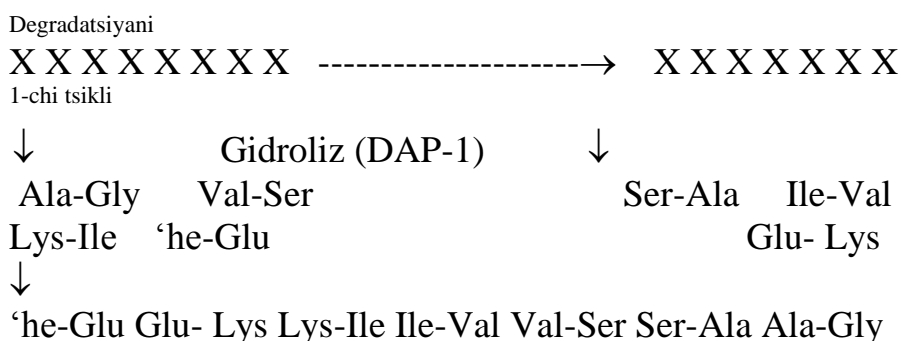 Degradatsiyani
X X X X X X X X ---------------------→ X X X X X X X
1-chi tsikli
↓ Gidroliz (DAP-1) ↓
Ala-Gly Val-Ser Ser-Ala Ile-Val
Lys-Ile ‘he-Glu Glu- Lys
↓
‘he-Glu Glu- Lys Lys-Ile Ile-Val Val-Ser Ser-Ala Ala-Gly